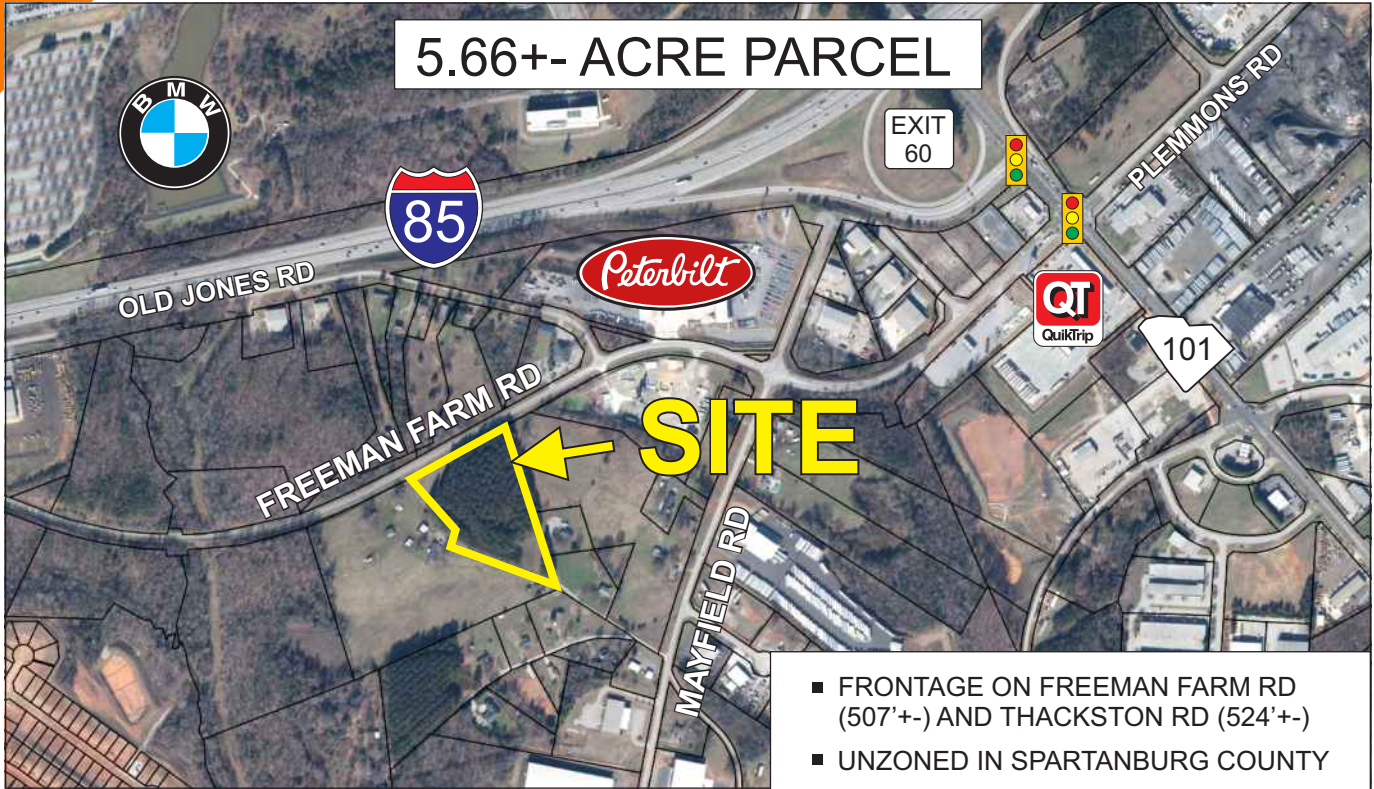 5.66+- ACRE PARCEL
BMW
EXIT
60
PLEMMONS RD
85
OLD JONES RD
Peterbilt
QT
QuikTrip
101
FREEMAN FARM RD
SITE
MAYFIELD RD
▪ FRONTAGE ON FREEMAN FARM RD
(507'+-) AND THACKSTON RD (524'+-)
▪ UNZONED IN SPARTANBURG COUNTY